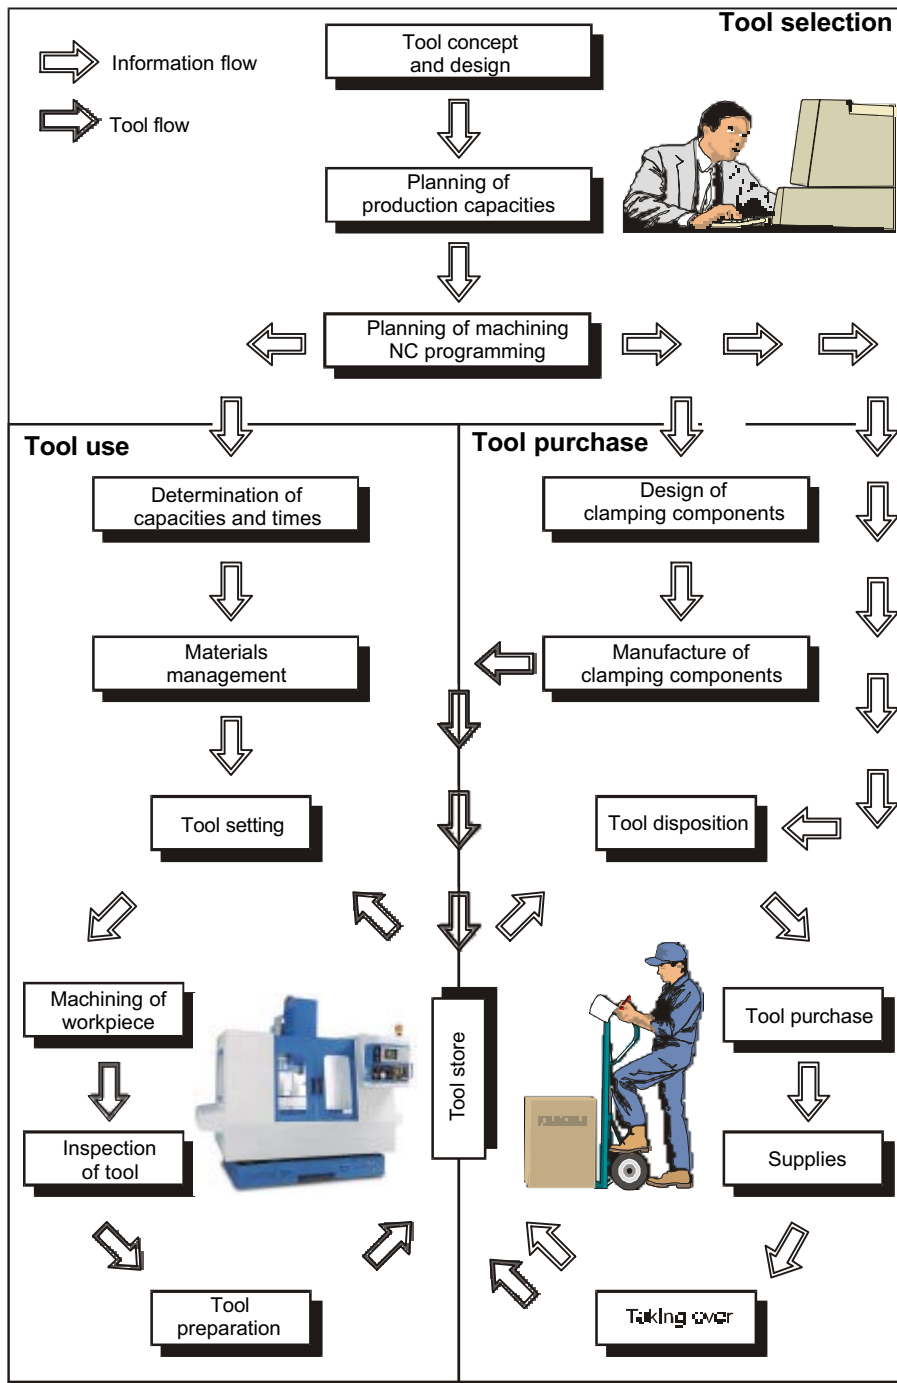 Tool selection
Information flow
Tool flow
Tool concept
and design
Planning of
production capacities
Planning of machining
NC programming
Tool use
Tool purchase
Determination of
capacities and times
Design of
clamping components
Materials
management
Manufacture of
clamping components
Tool setting
Tool disposition
Machining of
workpiece
Tool store
Tool purchase
Inspection
of tool
Supplies
Tool
preparation
Taking over